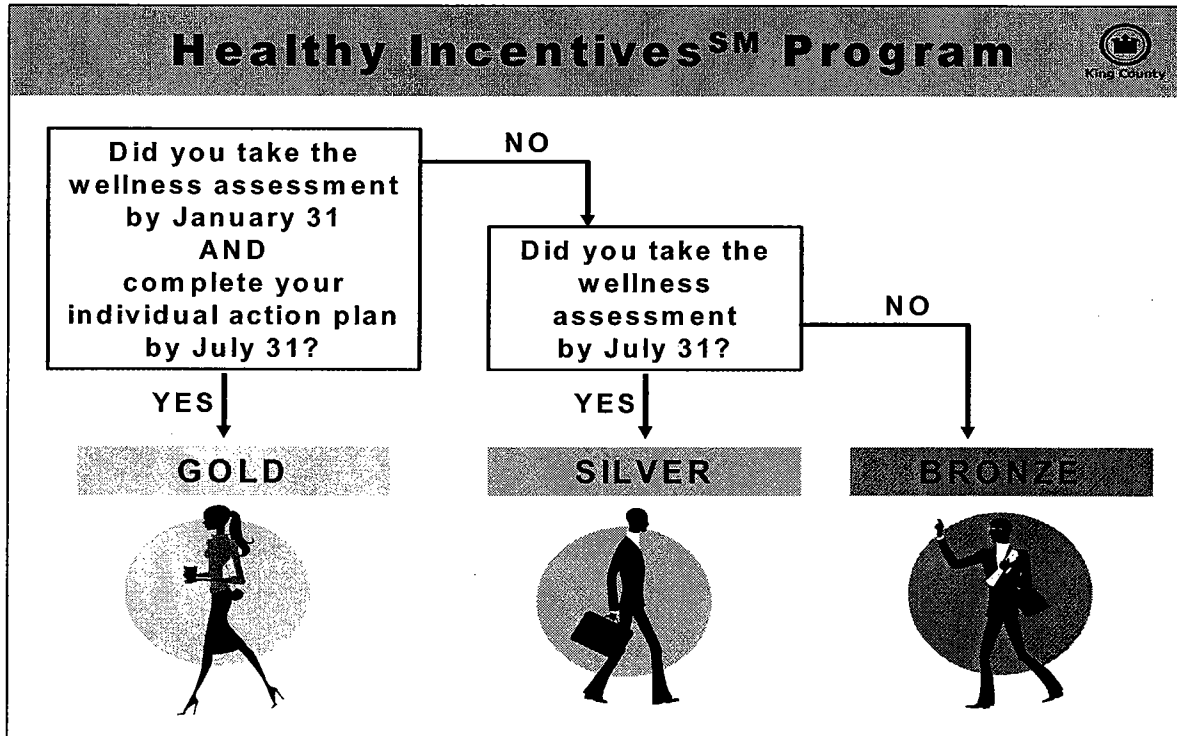 Healthy Incentives℠ Program
King County
Did you take the
wellness assessment
by January 31
AND
complete your
individual action plan
by July 31?
NO
Did you take the
wellness
assessment
by July 31?
NO
YES
YES
GOLD
SILVER
BRONZE